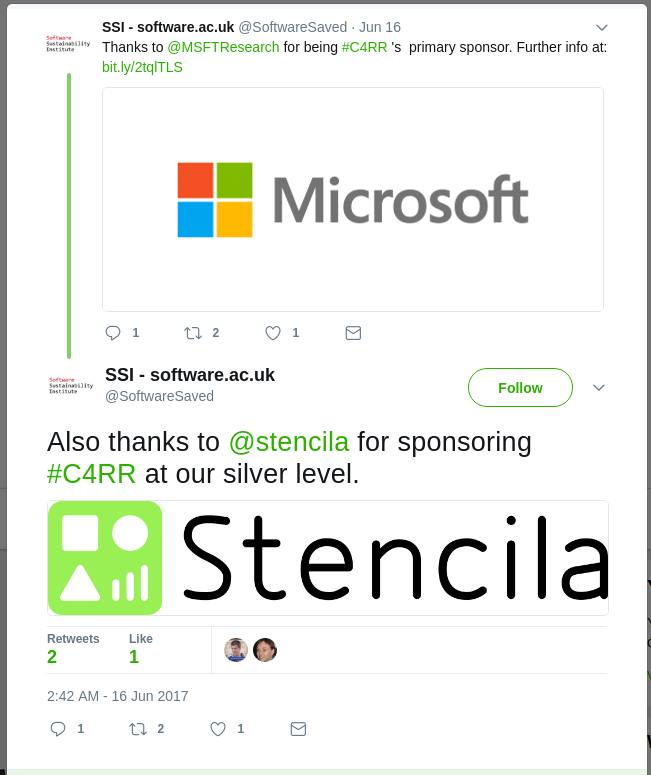 SSI - software.ac.uk @SoftwareSaved · Jun 16
Software
Sustainability
Institute
Thanks to @MSFTResearch for being #C4RR 's primary sponsor. Further info at:
bit.ly/2tqlTLS
Microsoft
1 2 1
SSI - software.ac.uk
@SoftwareSaved
Software
Sustainability
Institute
Follow
Also thanks to @stencila for sponsoring
#C4RR at our silver level.
Stencila
Retweets Like
2 1
2:42 AM - 16 Jun 2017
1 2 1